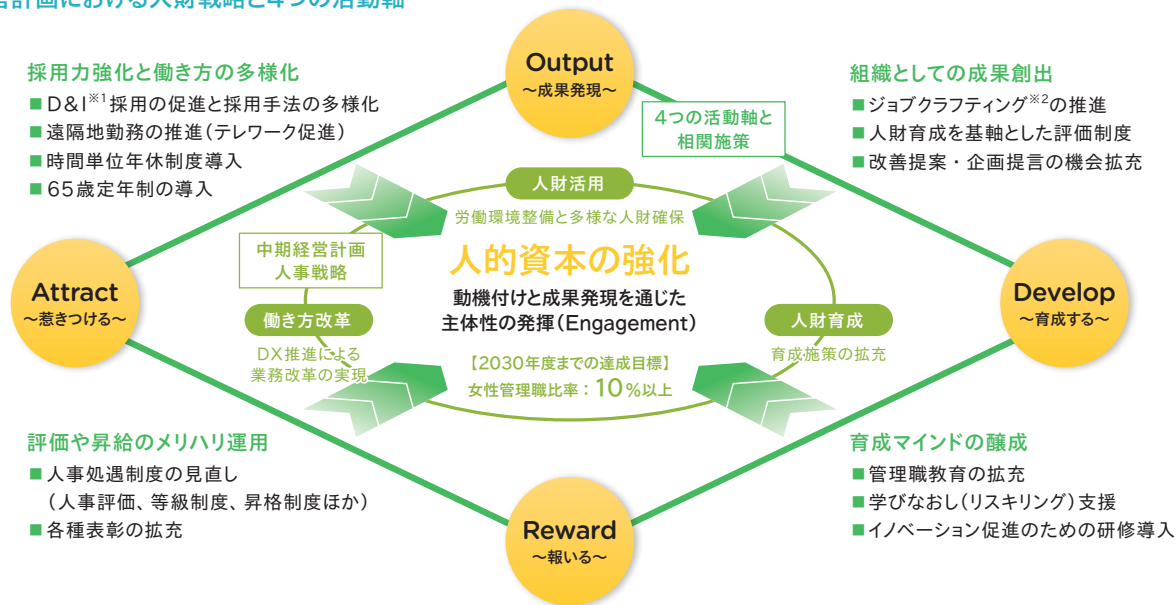 営計画における人財戦略と4つの活動軸
Output
～成果発現～
採用力強化と働き方の多様化
■D&I※1採用の促進と採用手法の多様化
■遠隔地勤務の推進(テレワーク促進)
■時間単位年休制度導入
■65歳定年制の導入
4つの活動軸と
相関施策
組織としての成果創出
■ジョブクラフティング※2の推進
■人財育成を基軸とした評価制度
■改善提案・企画提言の機会拡充
人財活用
労働環境整備と多様な人財確保
中期経営計画
人事戦略
人的資本の強化
動機付けと成果発現を通じた
主体性の発揮(Engagement)
Attract
～惹きつける～
働き方改革
DX推進による
業務改革の実現
【2030年度までの達成目標】
女性管理職比率：10%以上
人財育成
育成施策の拡充
Develop
～育成する～
評価や昇給のメリハリ運用
■人事処遇制度の見直し
(人事評価、等級制度、昇格制度ほか)
■各種表彰の拡充
Reward
～報いる～
育成マインドの醸成
■管理職教育の拡充
■学びなおし(リスキリング)支援
■イノベーション促進のための研修導入